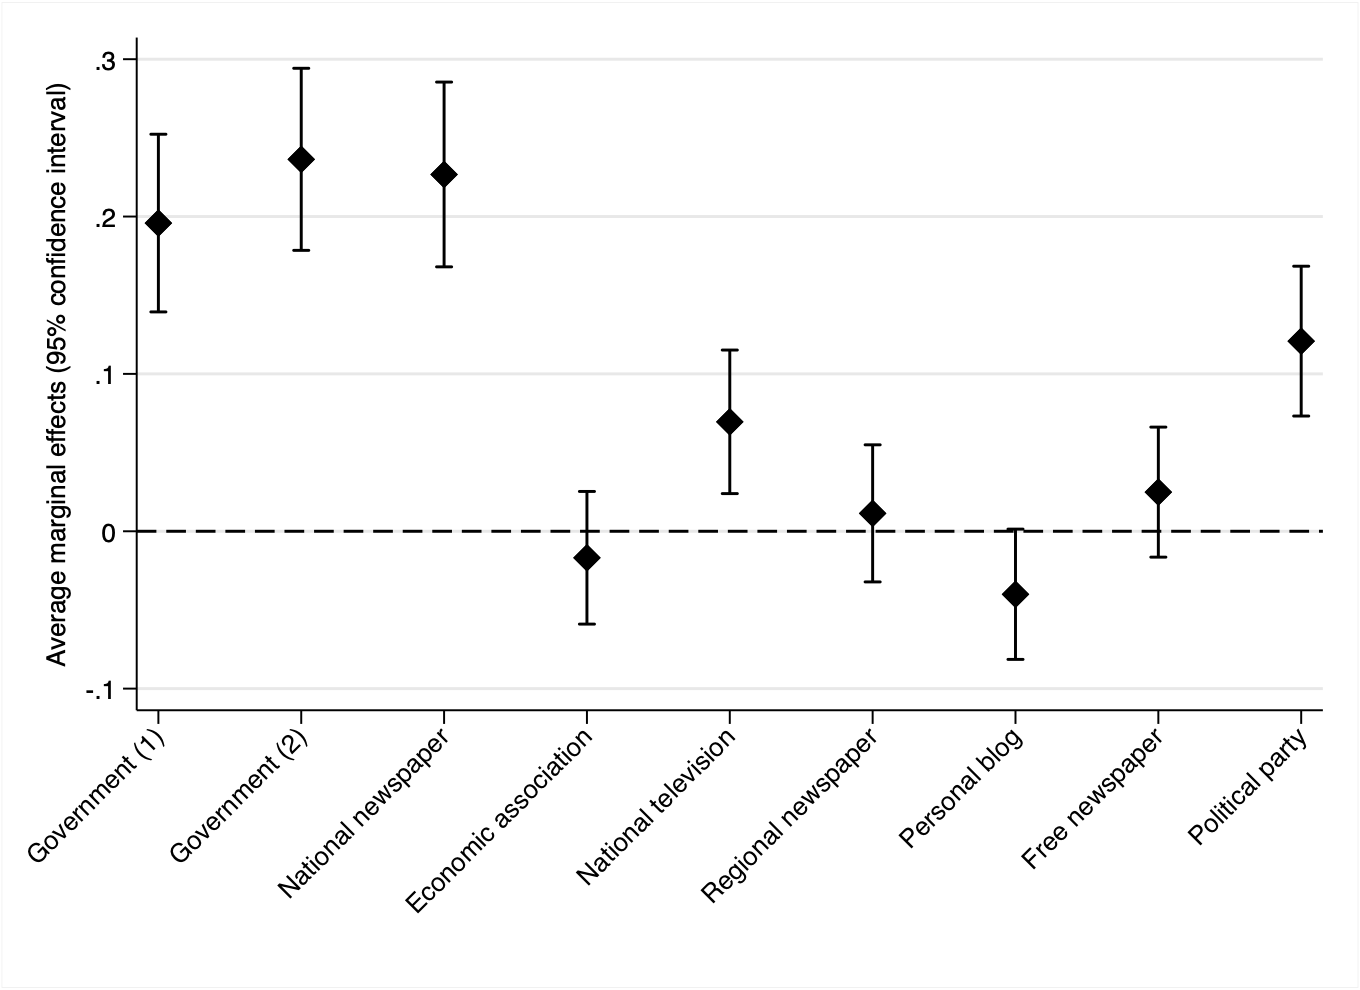 Average marginal effects (95% confidence interval)
.3
.2
.1
0
-.1
Government (1)
Government (2)
National newspaper
Economic association
National television
Regional newspaper
Personal blog
Free newspaper
Political party